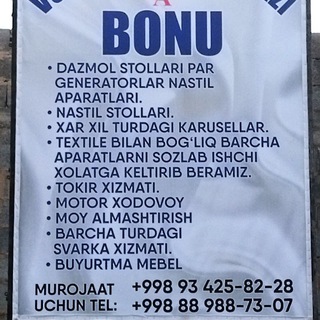 A
BONU
• DAZMOL STOLLARI PAR
GENERATORLAR NASTIL
APARATLARI.
• NASTIL STOLLARI.
• XAR XIL TURDAGI KARUSELLAR.
• TEXTILE BILAN BOG‘LIQ BARCHA
APARATLARNI SOZLAB ISHCHI
XOLATGA KELTIRIB BERAMIZ.
• TOKIR XIZMATI.
• MOTOR XODOVOY
• MOY ALMASHTIRISH
• BARCHA TURDAGI
SVARKA XIZMATI.
• BUYURTMA MEBEL
MUROJAAT +998 93 425-82-28
UCHUN TEL: +998 88 988-73-07